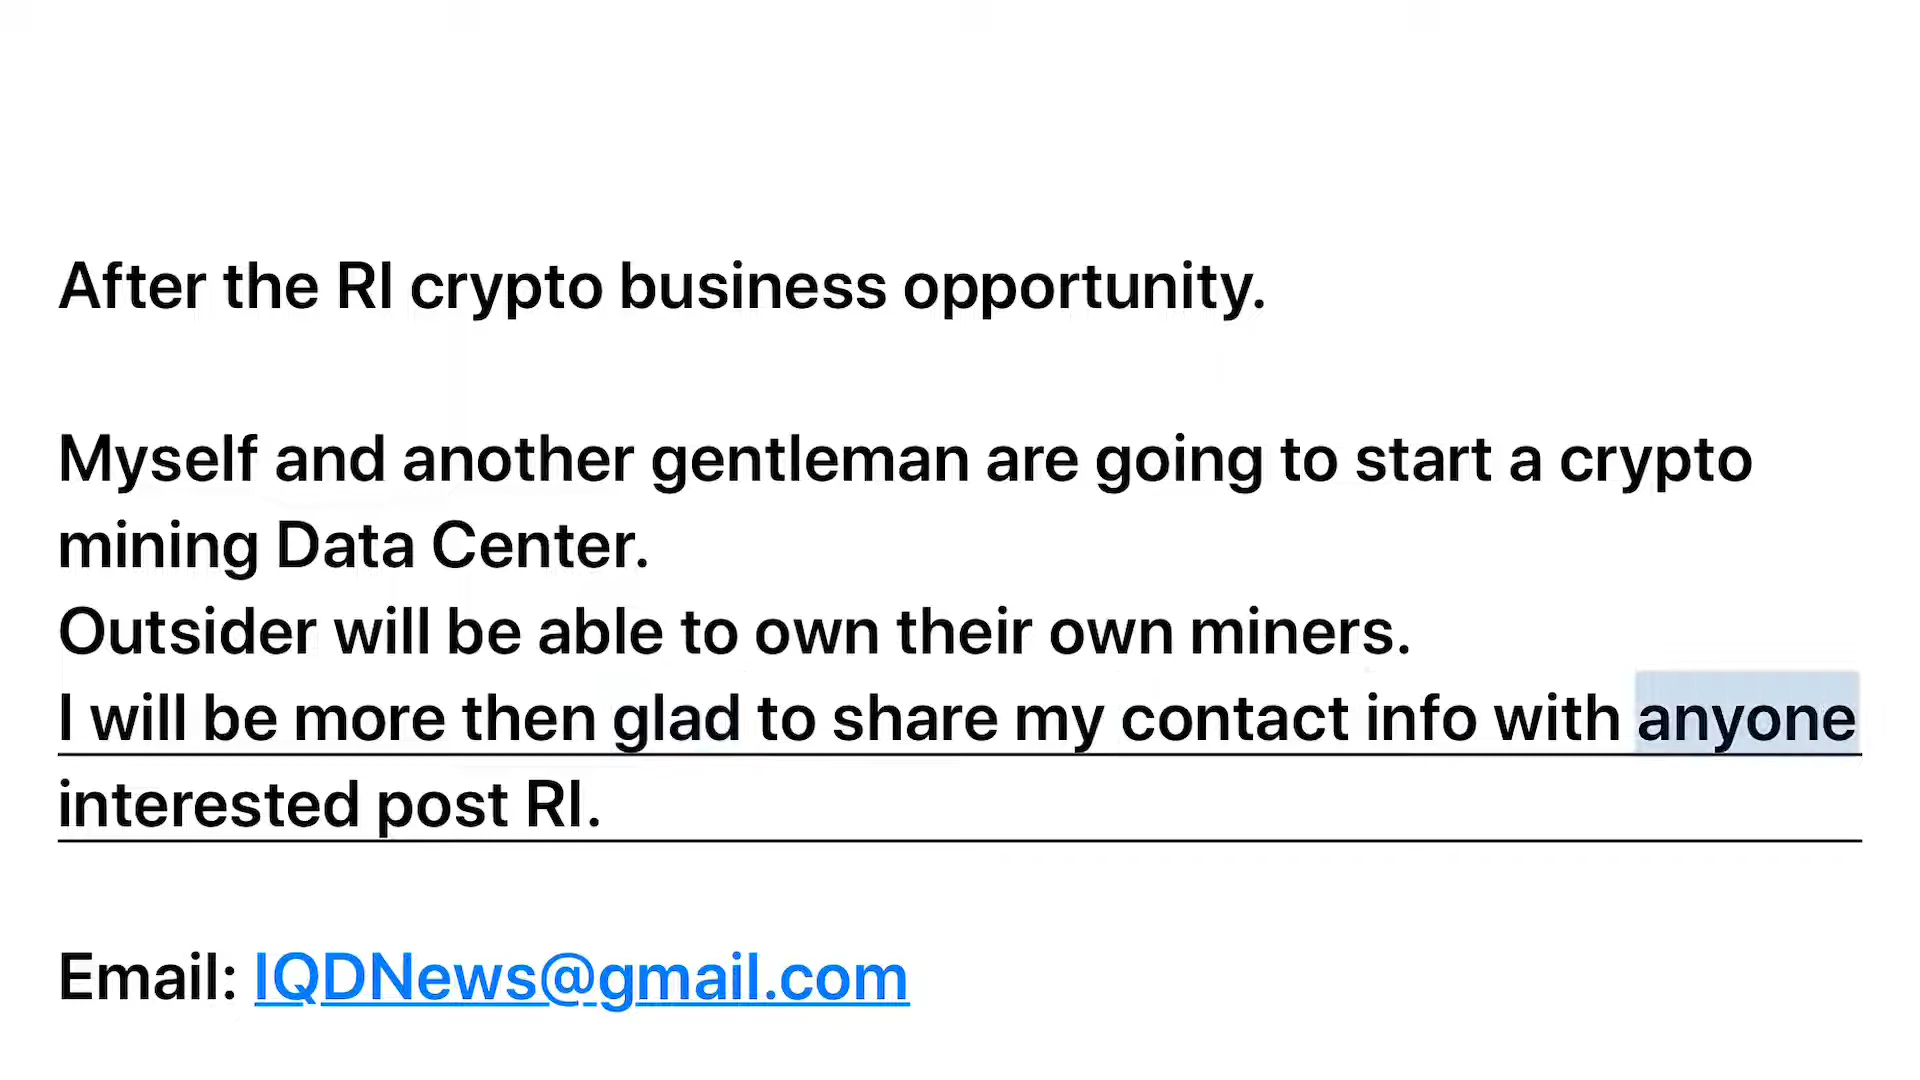 After the RI crypto business opportunity.
Myself and another gentleman are going to start a crypto
mining Data Center.
Outsider will be able to own their own miners.
I will be more then glad to share my contact info with anyone
interested post RI.
Email: IQDNews@gmail.com